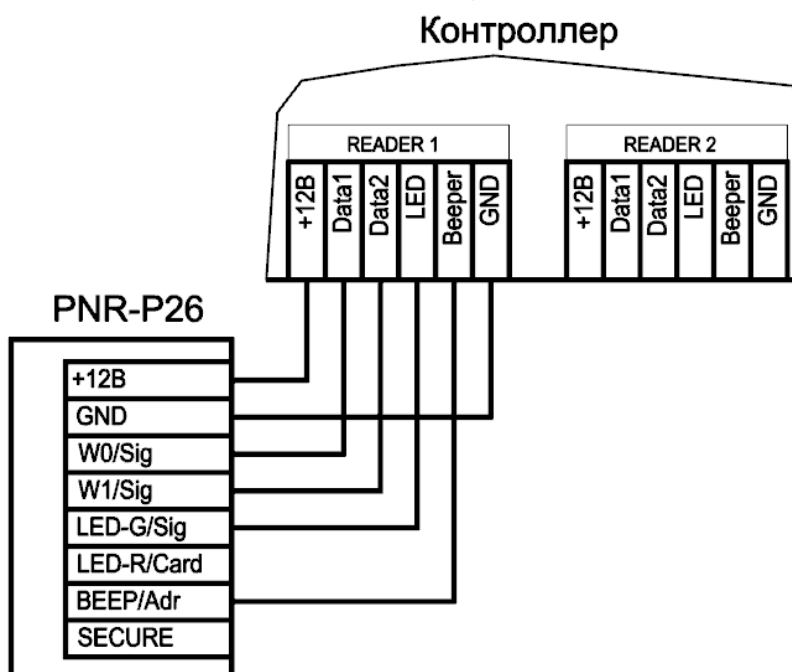 Контроллер
READER 1
READER 2
+12В
Data1
Data2
LED
Beeper
GND
+12В
Data1
Data2
LED
Beeper
GND
PNR-P26
+12В
GND
W0/Sig
W1/Sig
LED-G/Sig
LED-R/Card
BEEP/Adr
SECURE